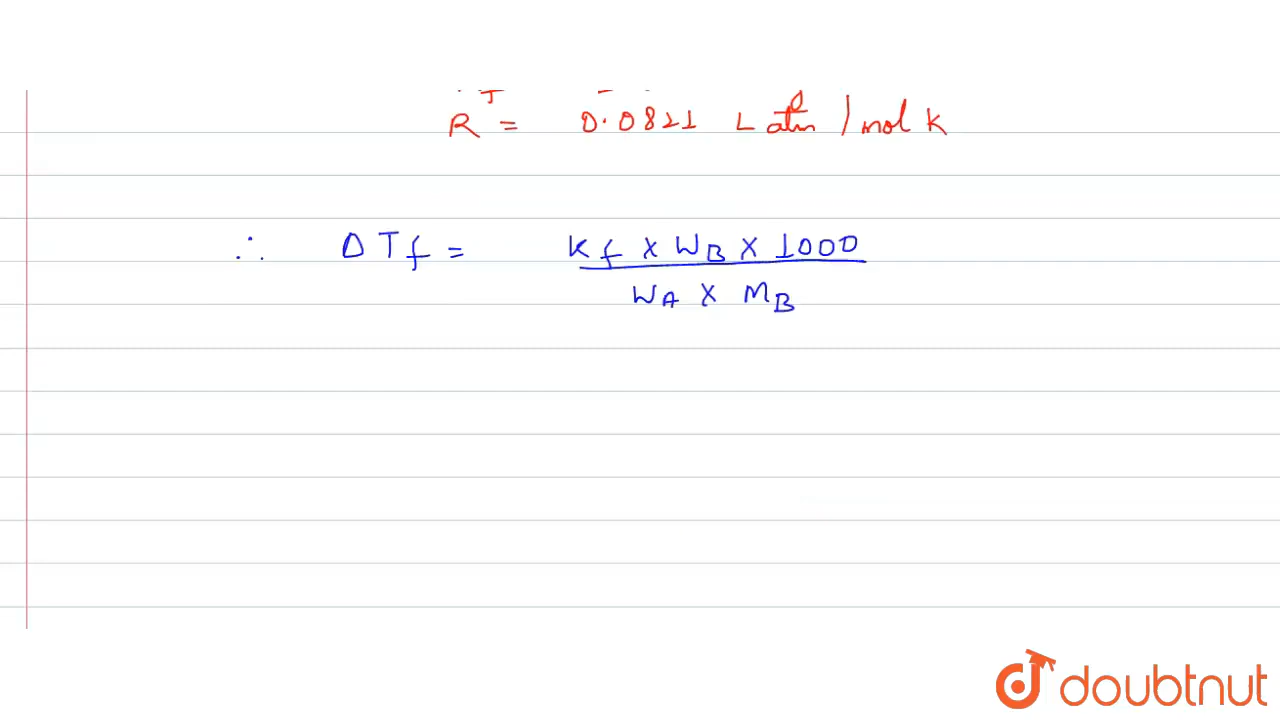 R = 0.0821 L atm / mol K
∴ ΔTf = Kf x WB x 1000
WA x MB
doubtnut